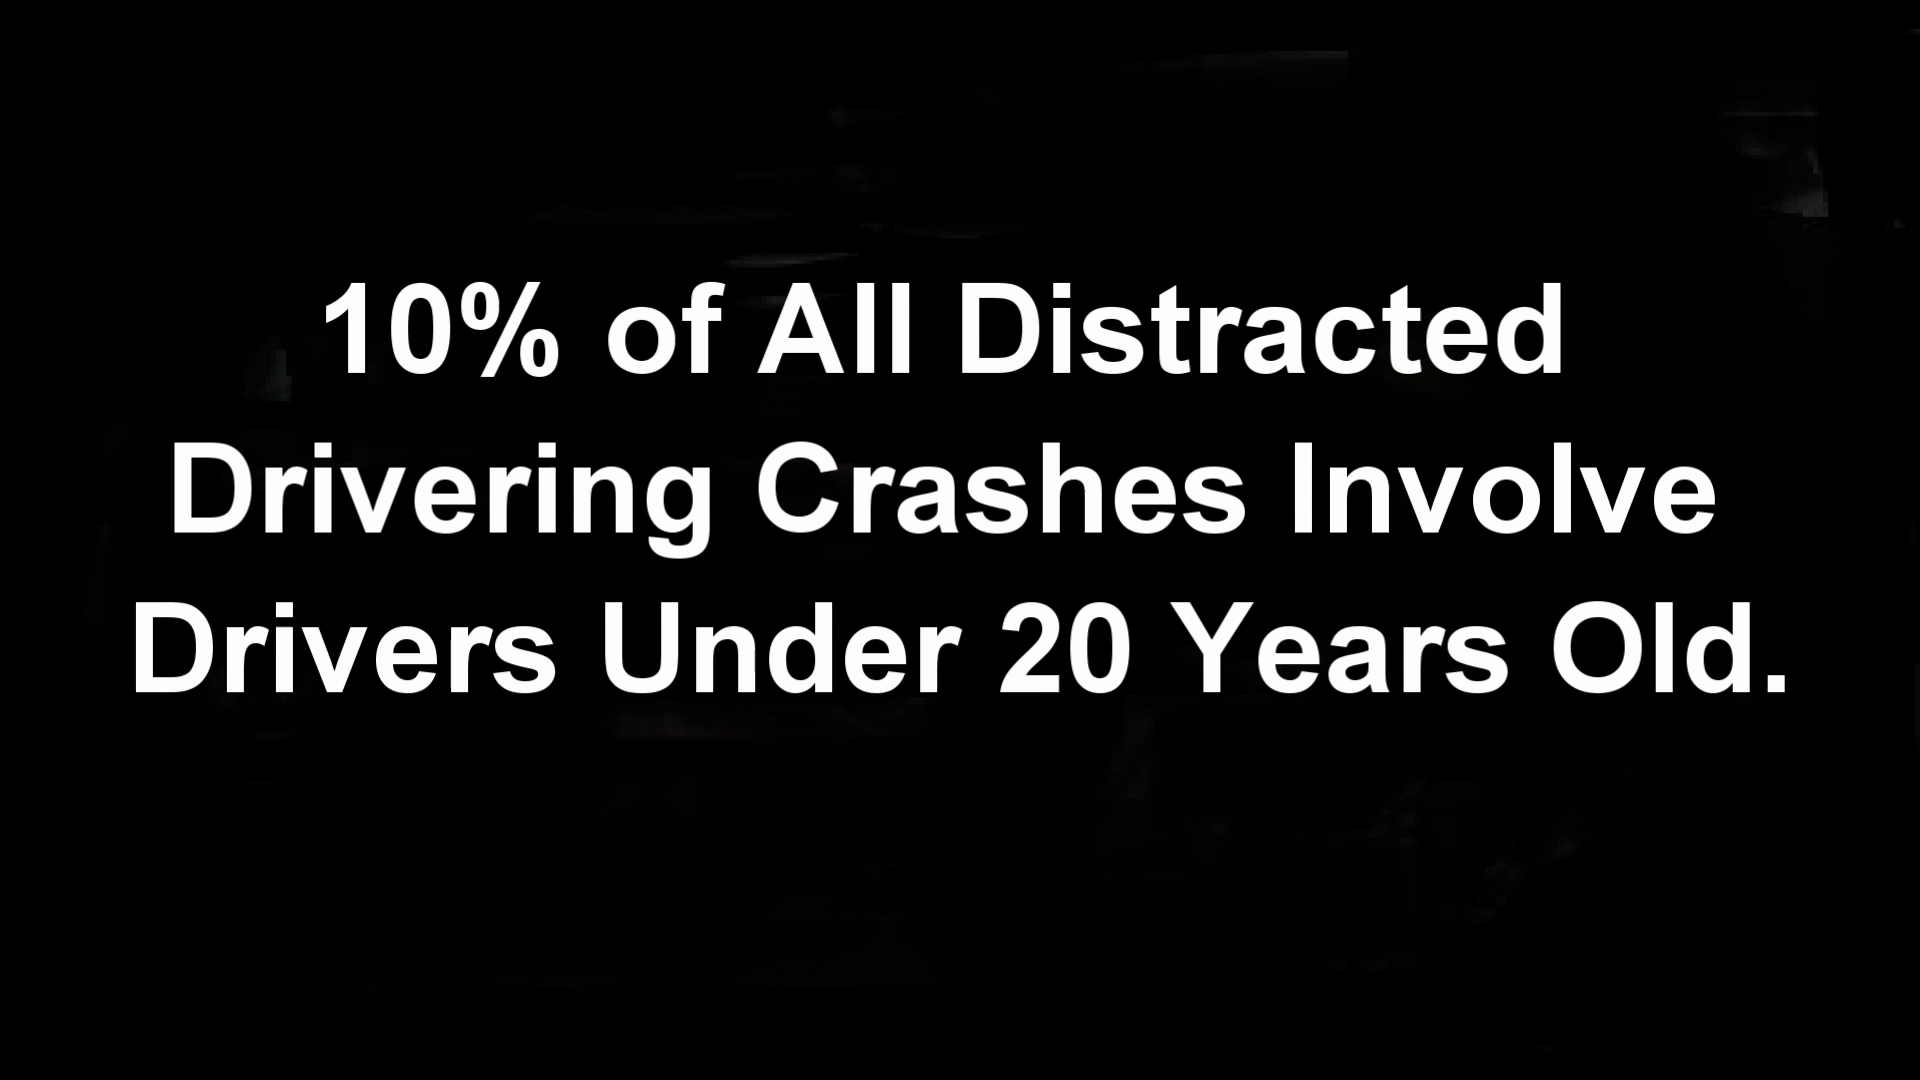 10% of All Distracted
Drivering Crashes Involve
Drivers Under 20 Years Old.